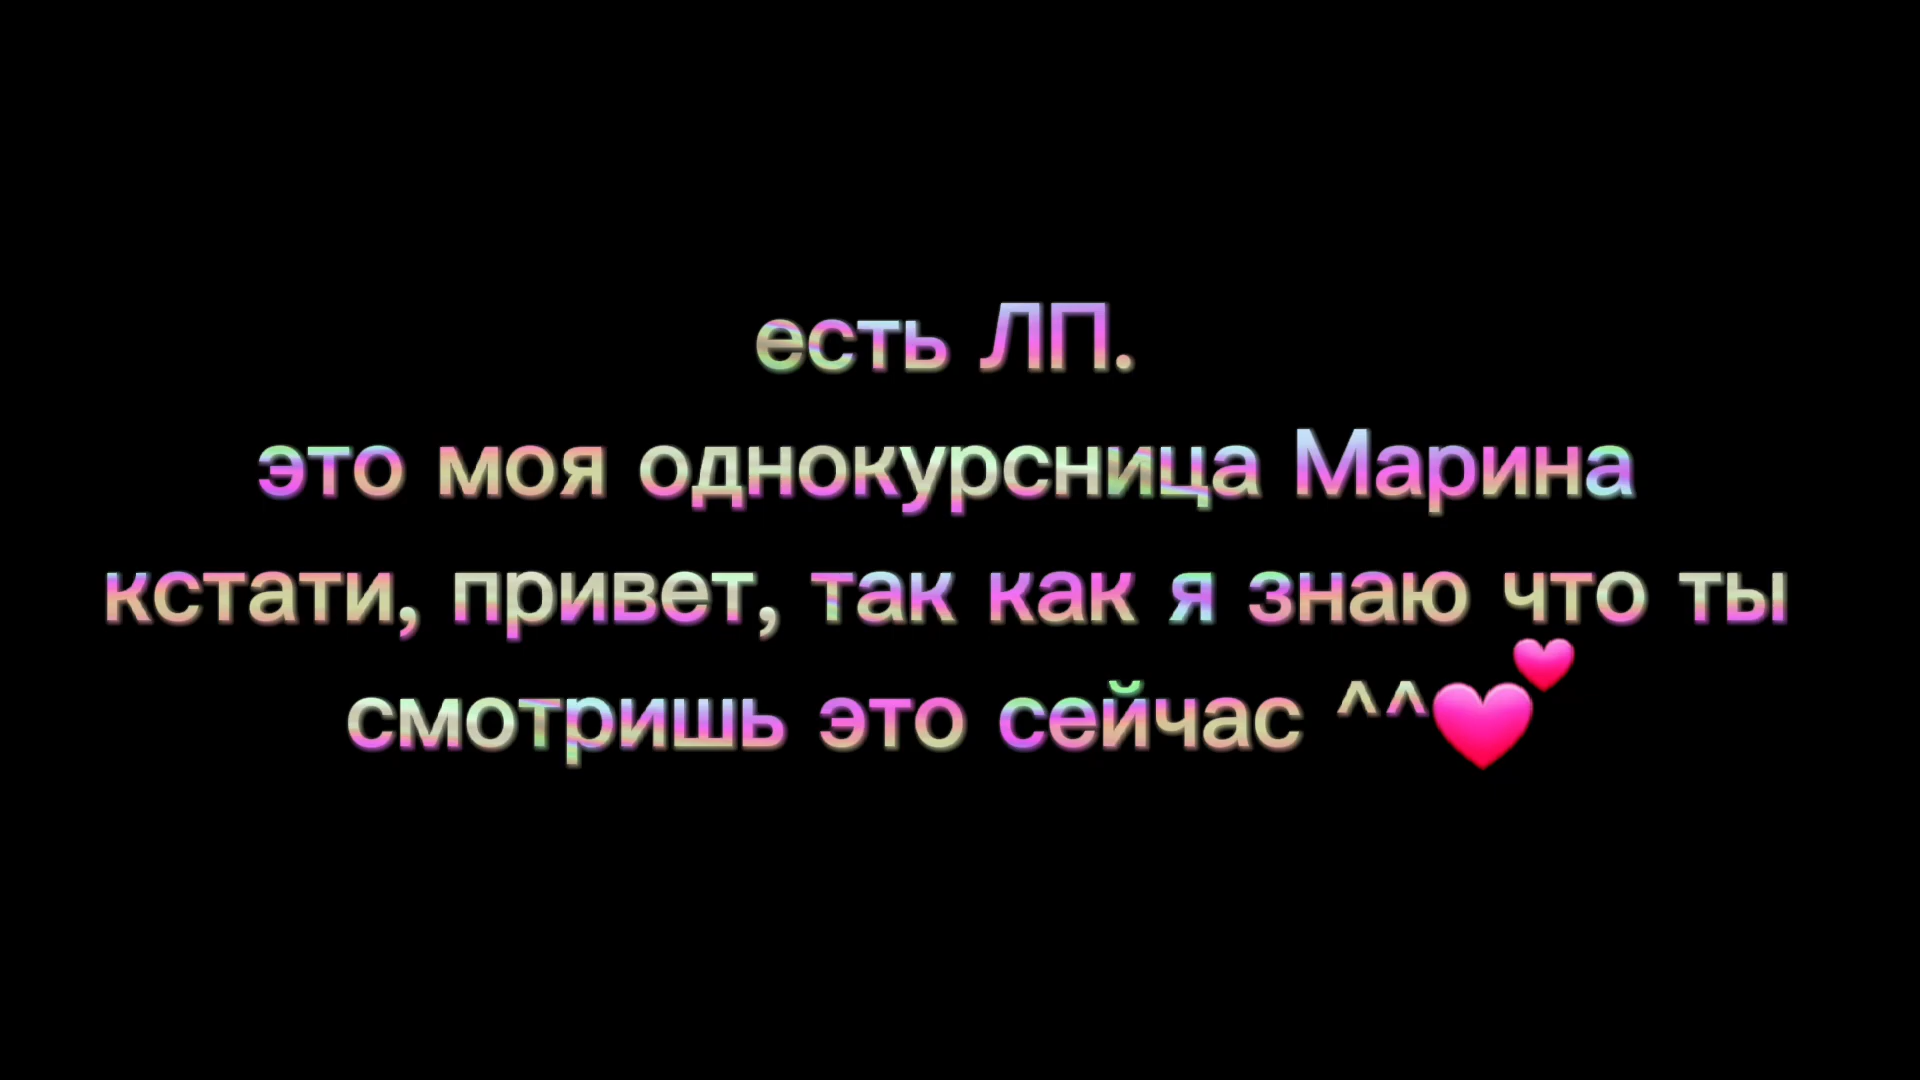 есть ЛП.
это моя однокурсница Марина
кстати, привет, так как я знаю что ты
смотришь это сейчас ^^💕